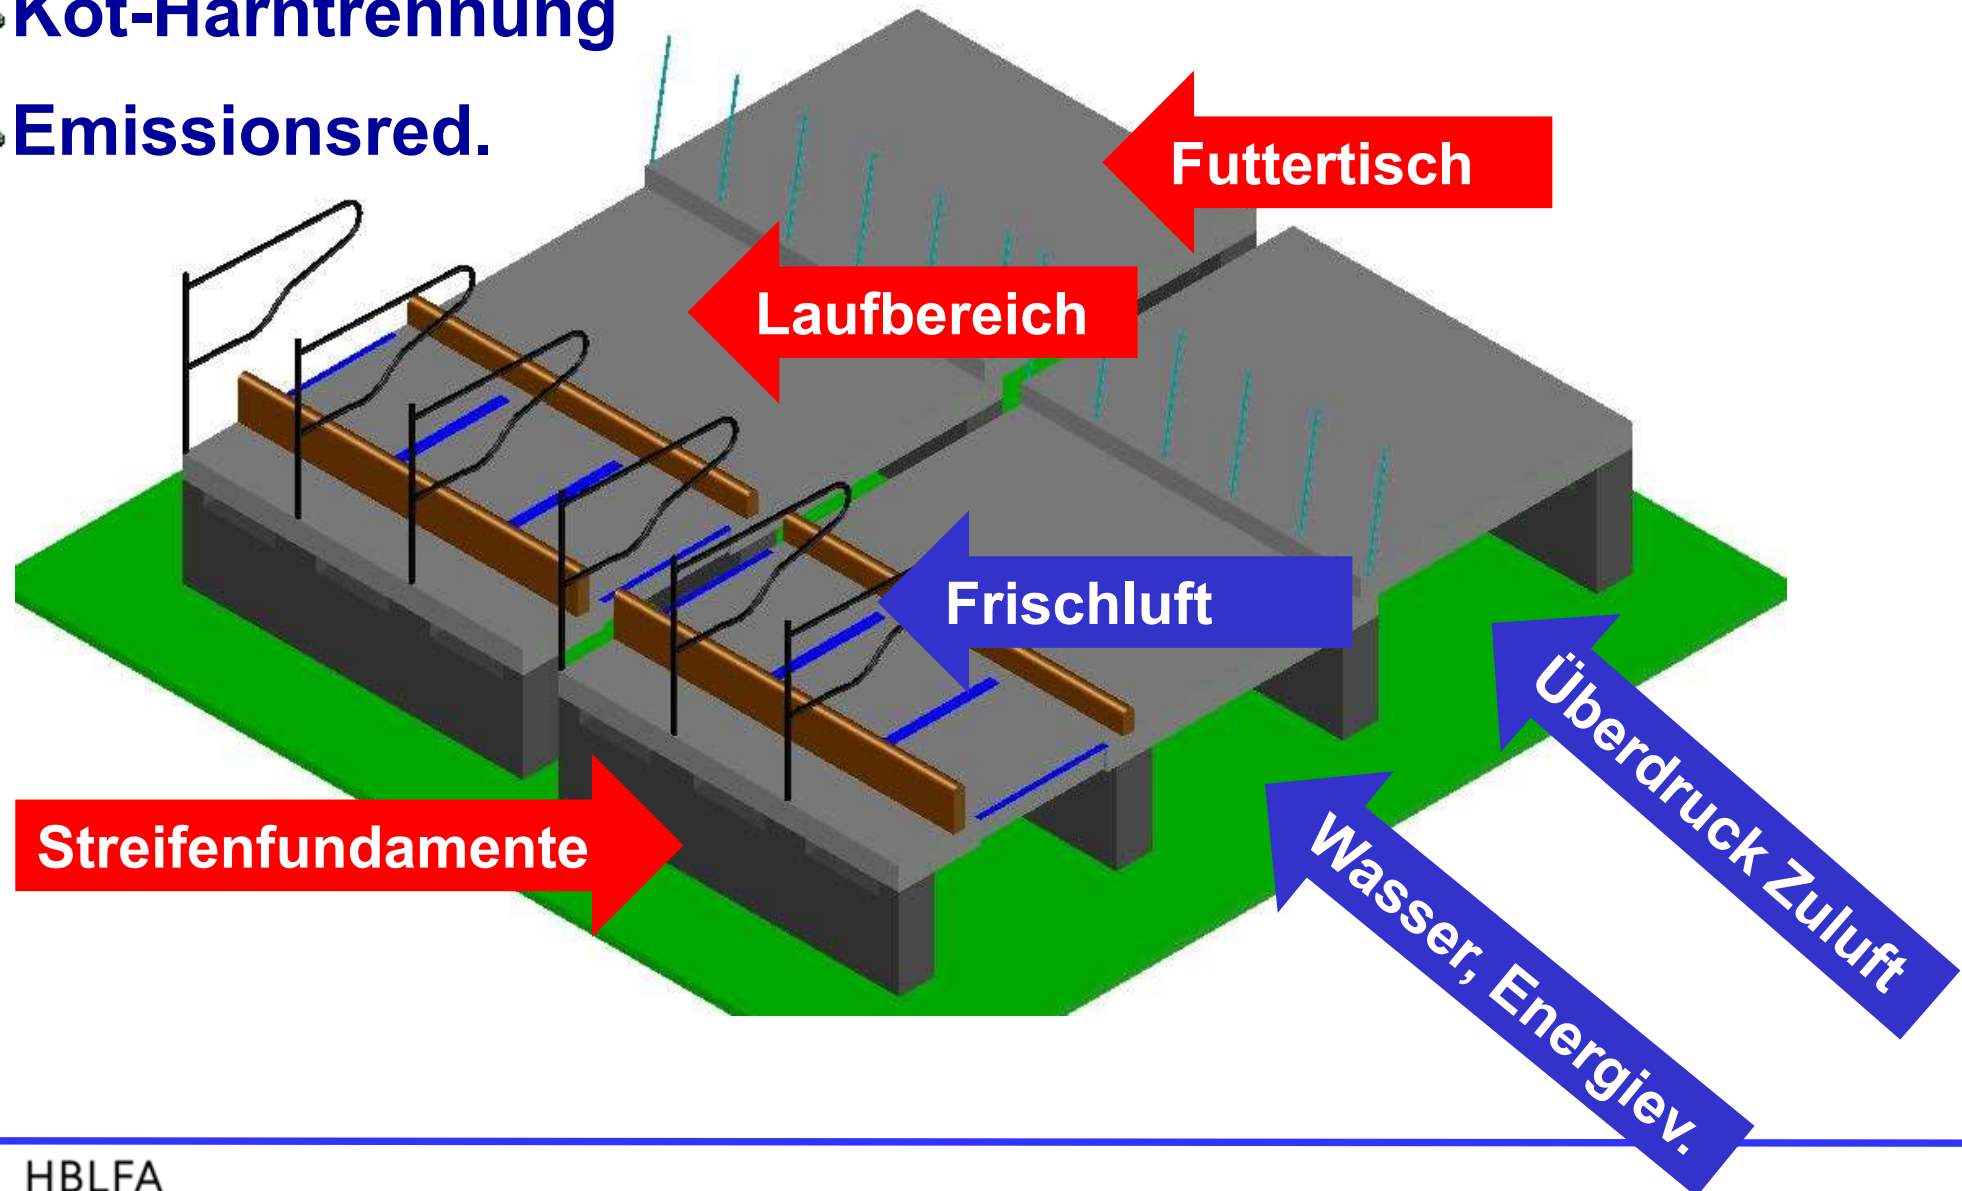 Kot-Harntrennung
Emissionsred.
Futtertisch
Laufbereich
Frischluft
Überdruck Zuluft
Streifenfundamente
Wasser, Energiev.
HBLFA